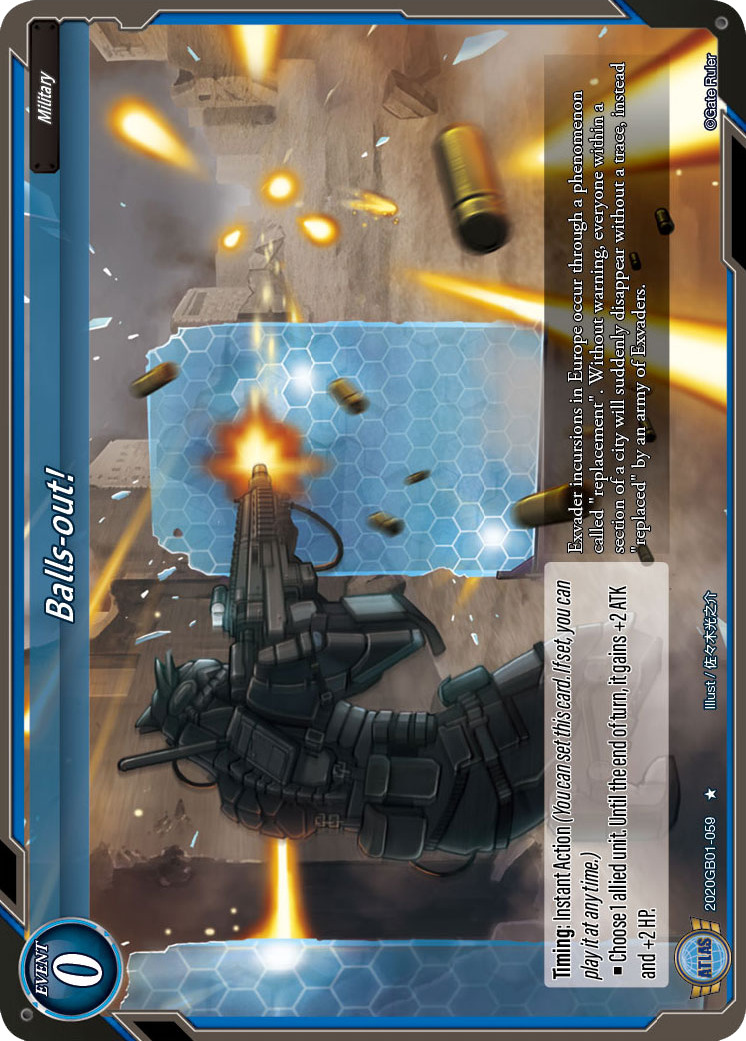 EVENT
0
Balls-out!
Military
Timing: Instant Action (You can set this card. If set, you can
play it at any time.)
■ Choose 1 allied unit. Until the end of turn, it gains +2 ATK
and +2 HP.
Exvader incursions in Europe occur through a phenomenon
called "replacement". Without warning, everyone within a
section of a city will suddenly disappear without a trace, instead
"replaced" by an army of Exvaders.
ATLAS
2020GB01-059 ★
Illust / 佐々木光之介
©Gate Ruler